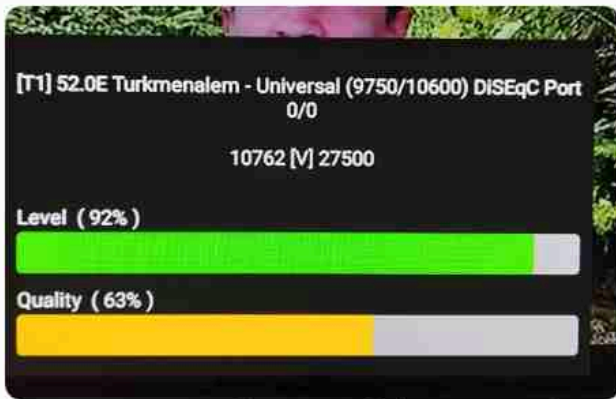 [T1] 52.0E Turkmenalem - Universal (9750/10600) DiSEqC Port
0/0
10762 [V] 27500
Level ( 92% )
Quality ( 63% )